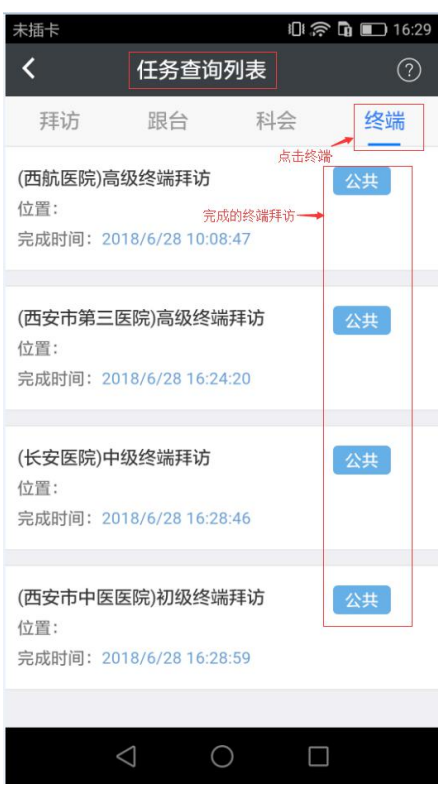 未插卡 16:29
任务查询列表 ?
拜访 跟台 科会 终端
点击终端
(西航医院)高级终端拜访 公共
位置:
完成的终端拜访
完成时间: 2018/6/28 10:08:47
(西安市第三医院)高级终端拜访 公共
位置:
完成时间: 2018/6/28 16:24:20
(长安医院)中级终端拜访 公共
位置:
完成时间: 2018/6/28 16:28:46
(西安市中医医院)初级终端拜访 公共
位置:
完成时间: 2018/6/28 16:28:59